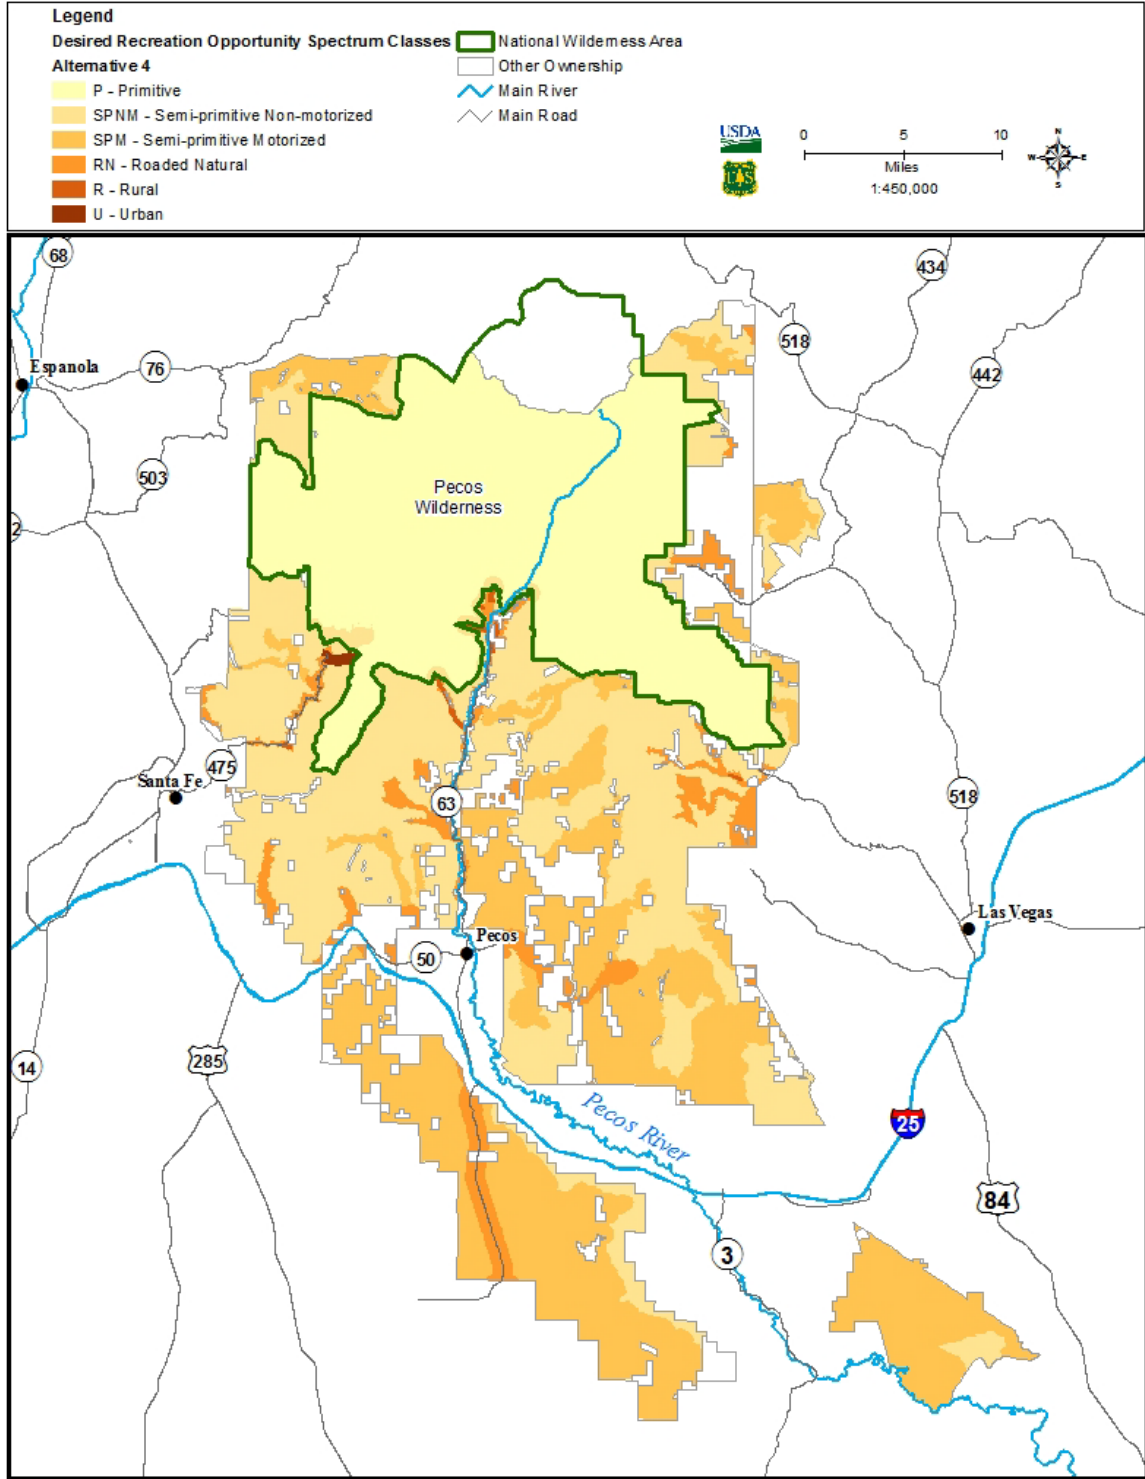 Legend
Desired Recreation Opportunity Spectrum Classes
Alternative 4
P - Primitive
SPNM - Semi-primitive Non-motorized
SPM - Semi-primitive Motorized
RN - Roaded Natural
R - Rural
U - Urban
National Wilderness Area
Other Ownership
Main River
Main Road
USDA
0 5 10
Miles
1:450,000
N
W E
S
68
434
518
Espanola
76
442
Pecos
Wilderness
503
2
475
Santa Fe
63
518
Las Vegas
Pecos
50
14
285
Pecos River
25
84
3